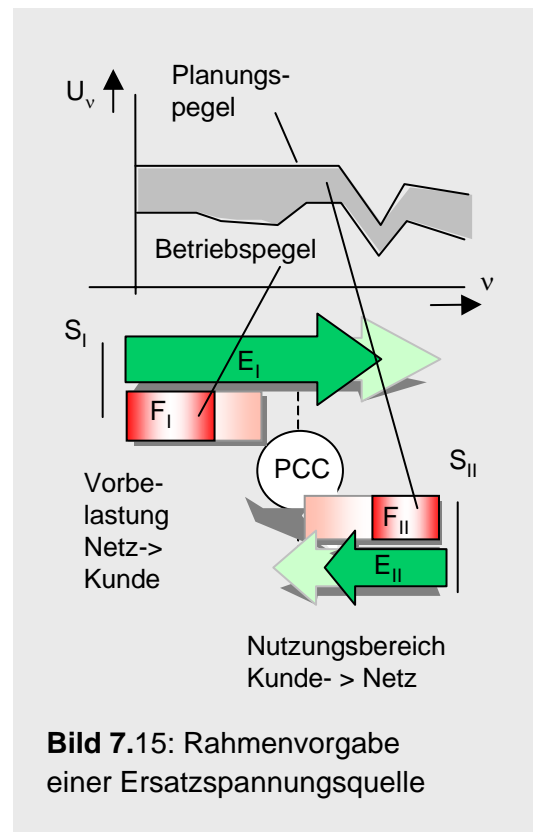 Planungs-
pegel
U_ν
Betriebspegel
ν
S_I
E_I
F_I
PCC
S_II
Vorbe-
lastung
Netz->
Kunde
F_II
E_II
Nutzungsbereich
Kunde- > Netz
Bild 7.15: Rahmenvorgabe
einer Ersatzspannungsquelle